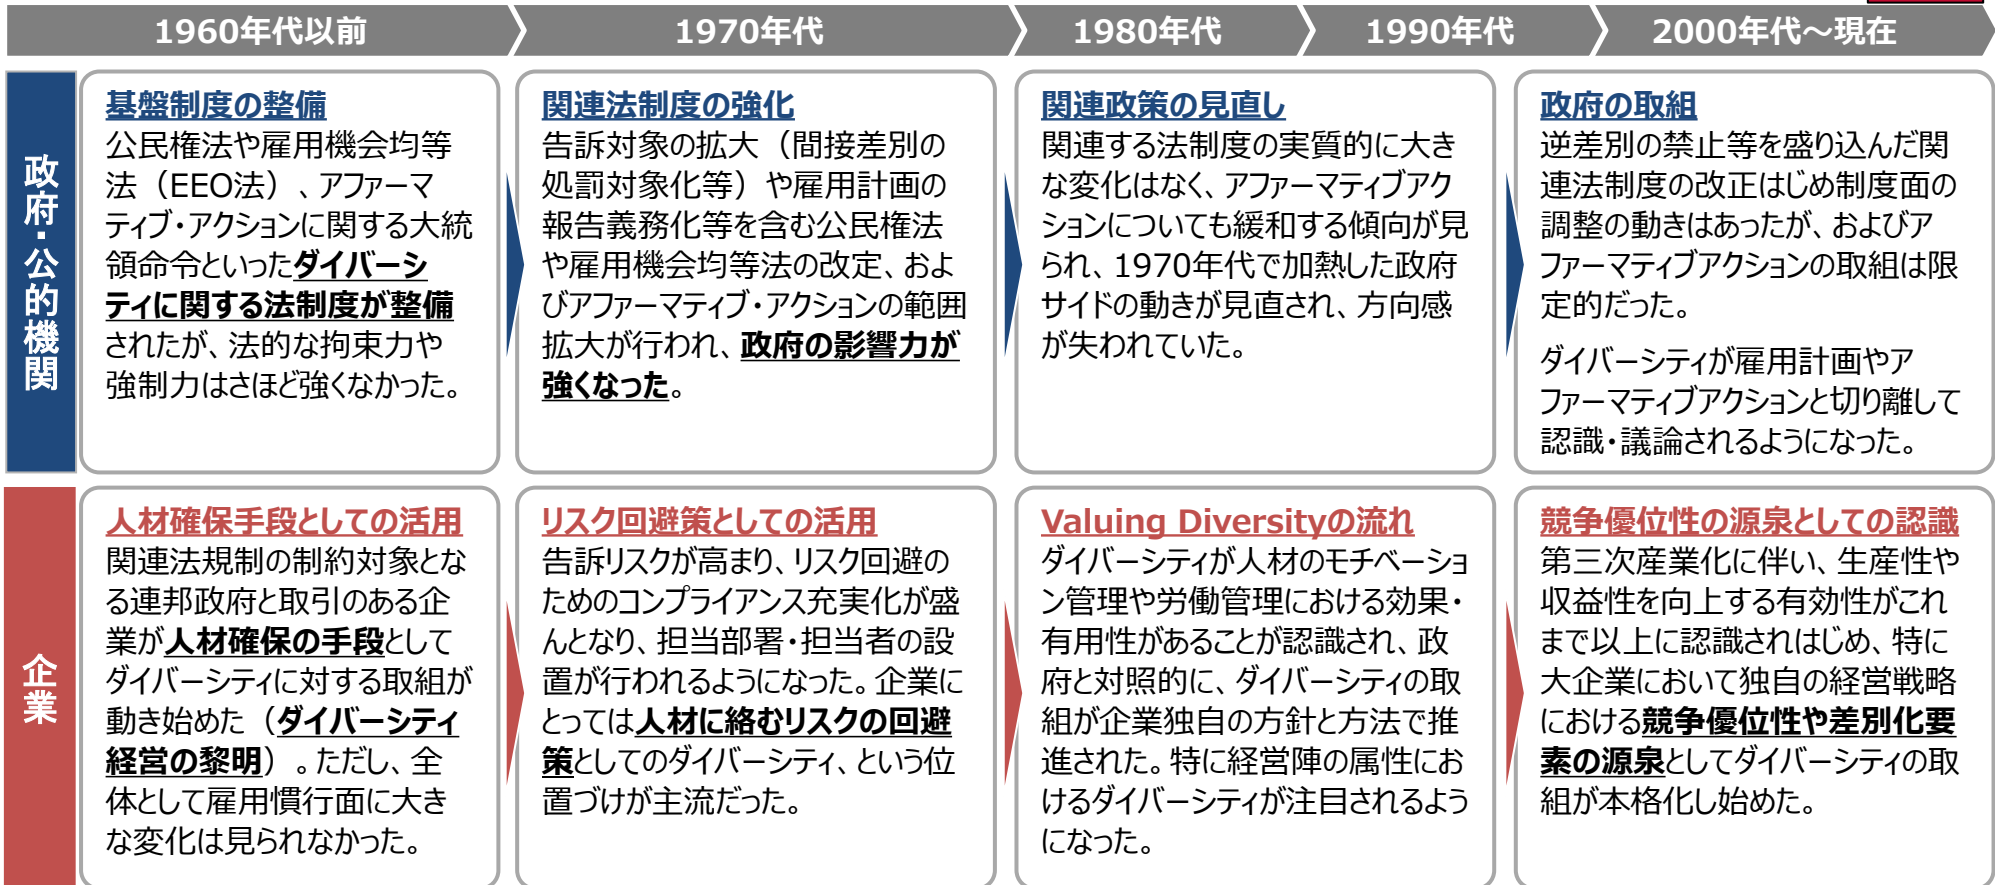 1960年代以前
1970年代
1980年代
1990年代
2000年代～現在
政府・公的機関
基盤制度の整備
公民権法や雇用機会均等
法（EEO法）、アファーマ
ティブ・アクションに関する大統
領命令といったダイバーシ
ティに関する法制度が整備
されたが、法的な拘束力や
強制力はさほど強くなかった。
関連法制度の強化
告訴対象の拡大（間接差別の
処罰対象化等）や雇用計画の
報告義務化等を含む公民権法
や雇用機会均等法の改定、およ
びアファーマティブ・アクションの範囲
拡大が行われ、政府の影響力が
強くなった。
関連政策の見直し
関連する法制度の実質的に大き
な変化はなく、アファーマティブアク
ションについても緩和する傾向が見
られ、1970年代で加熱した政府
サイドの動きが見直され、方向感
が失われていた。
政府の取組
逆差別の禁止等を盛り込んだ関
連法制度の改正はじめ制度面の
調整の動きはあったが、およびア
ファーマティブアクションの取組は限
定的だった。
ダイバーシティが雇用計画やア
ファーマティブアクションと切り離して
認識・議論されるようになった。
企業
人材確保手段としての活用
関連法規制の制約対象とな
る連邦政府と取引のある企
業が人材確保の手段として
ダイバーシティに対する取組が
動き始めた（ダイバーシティ
経営の黎明）。ただし、全
体として雇用慣行面に大き
な変化は見られなかった。
リスク回避策としての活用
告訴リスクが高まり、リスク回避の
ためのコンプライアンス充実化が盛
んとなり、担当部署・担当者の設
置が行われるようになった。企業に
とっては人材に絡むリスクの回避
策としてのダイバーシティ、という位
置づけが主流だった。
Valuing Diversityの流れ
ダイバーシティが人材のモチベーショ
ン管理や労働管理における効果・
有用性があることが認識され、政
府と対照的に、ダイバーシティの取
組が企業独自の方針と方法で推
進された。特に経営陣の属性にお
けるダイバーシティが注目されるよう
になった。
競争優位性の源泉としての認識
第三次産業化に伴い、生産性や
収益性を向上する有効性がこれ
まで以上に認識されはじめ、特に
大企業において独自の経営戦略
における競争優位性や差別化要
素の源泉としてダイバーシティの取
組が本格化し始めた。